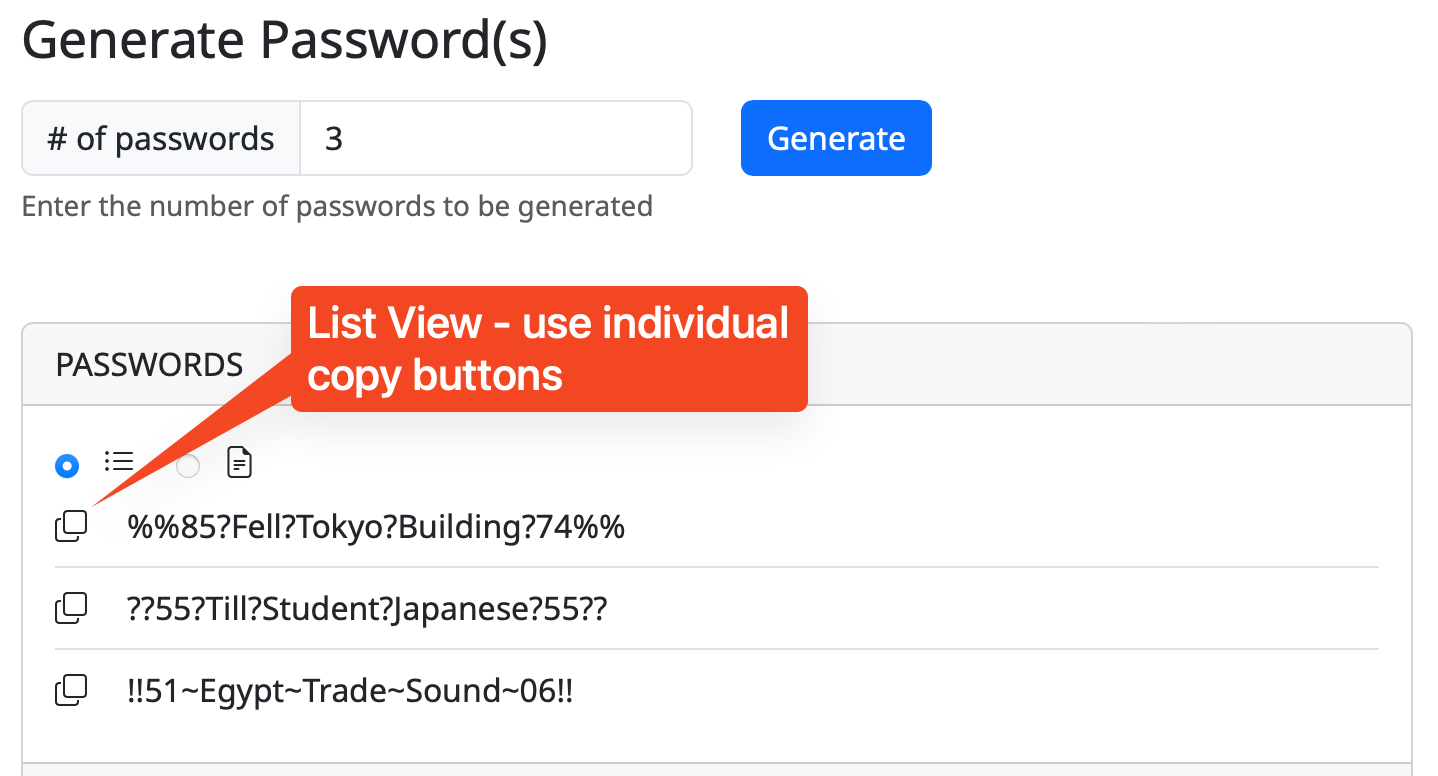 Generate Password(s)
# of passwords 3 Generate
Enter the number of passwords to be generated
List View - use individual
copy buttons
PASSWORDS
%%85?Fell?Tokyo?Building?74%%
??55?Till?Student?Japanese?55??
!!51~Egypt~Trade~Sound~06!!